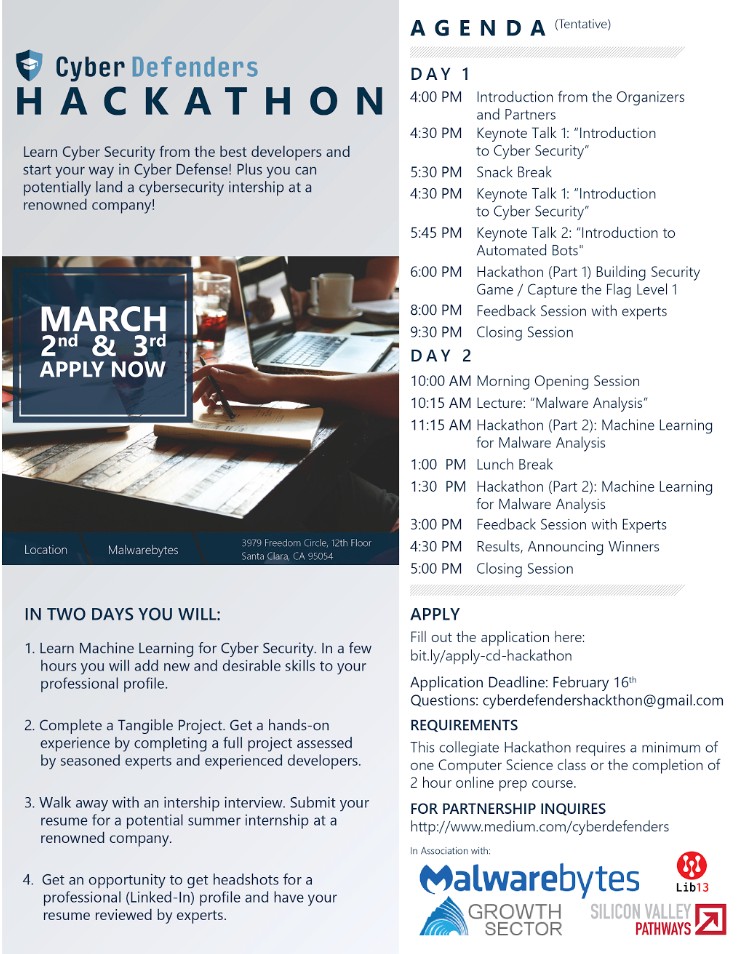 Cyber Defenders
HACKATHON
Learn Cyber Security from the best developers and
start your way in Cyber Defense! Plus you can
potentially land a cybersecurity intership at a
renowned company!
MARCH
2nd & 3rd
APPLY NOW
Location
Malwarebytes
3979 Freedom Circle, 12th Floor
Santa Clara, CA 95054
IN TWO DAYS YOU WILL:
1. Learn Machine Learning for Cyber Security. In a few
hours you will add new and desirable skills to your
professional profile.
2. Complete a Tangible Project. Get a hands-on
experience by completing a full project assessed
by seasoned experts and experienced developers.
3. Walk away with an intership interview. Submit your
resume for a potential summer internship at a
renowned company.
4. Get an opportunity to get headshots for a
professional (Linked-In) profile and have your
resume reviewed by experts.
AGENDA (Tentative)
DAY 1
4:00 PM Introduction from the Organizers
and Partners
4:30 PM Keynote Talk 1: “Introduction
to Cyber Security”
5:30 PM Snack Break
4:30 PM Keynote Talk 1: “Introduction
to Cyber Security”
5:45 PM Keynote Talk 2: “Introduction to
Automated Bots"
6:00 PM Hackathon (Part 1) Building Security
Game / Capture the Flag Level 1
8:00 PM Feedback Session with experts
9:30 PM Closing Session
DAY 2
10:00 AM Morning Opening Session
10:15 AM Lecture: “Malware Analysis”
11:15 AM Hackathon (Part 2): Machine Learning
for Malware Analysis
1:00 PM Lunch Break
1:30 PM Hackathon (Part 2): Machine Learning
for Malware Analysis
3:00 PM Feedback Session with Experts
4:30 PM Results, Announcing Winners
5:00 PM Closing Session
APPLY
Fill out the application here:
bit.ly/apply-cd-hackathon
Application Deadline: February 16th
Questions: cyberdefendershackthon@gmail.com
REQUIREMENTS
This collegiate Hackathon requires a minimum of
one Computer Science class or the completion of
2 hour online prep course.
FOR PARTNERSHIP INQUIRES
http://www.medium.com/cyberdefenders
In Association with:
Malwarebytes
Lib13
GROWTH
SECTOR
SILICON VALLEY
PATHWAYS